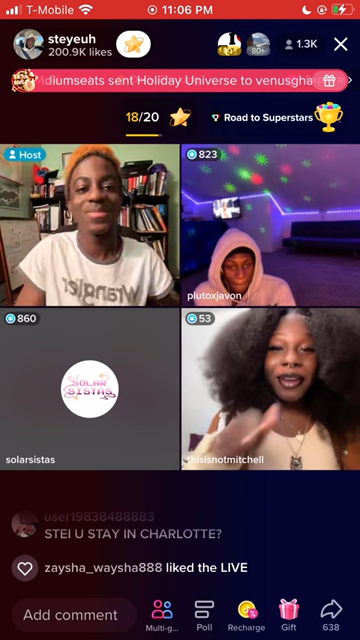 T-Mobile
11:06 PM
steyeuh
200.9K likes
80+
1.3K
diumseats sent Holiday Universe to venusgha
18/20
Road to Superstars
Host
823
plutoxjavon
860
53
SOLAR
SISTAS
solarsistas
thisisnotmitchell
user19838488883
STEI U STAY IN CHARLOTTE?
zaysha_waysha888 liked the LIVE
Add comment
Multi-g...
Poll
Recharge
Gift
638